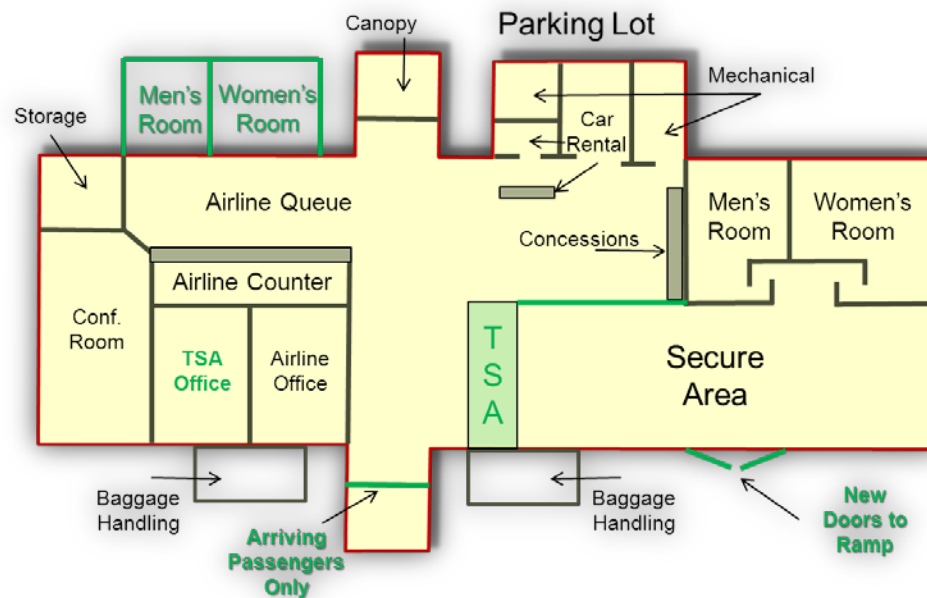 Parking Lot
Canopy
Mechanical
Men's
Room
Women's
Room
Storage
Car
Rental
Airline Queue
Men's
Room
Women's
Room
Concessions
Airline Counter
Conf.
Room
TSA
Office
Airline
Office
T
S
A
Secure
Area
Baggage
Handling
Arriving
Passengers
Only
Baggage
Handling
New
Doors to
Ramp